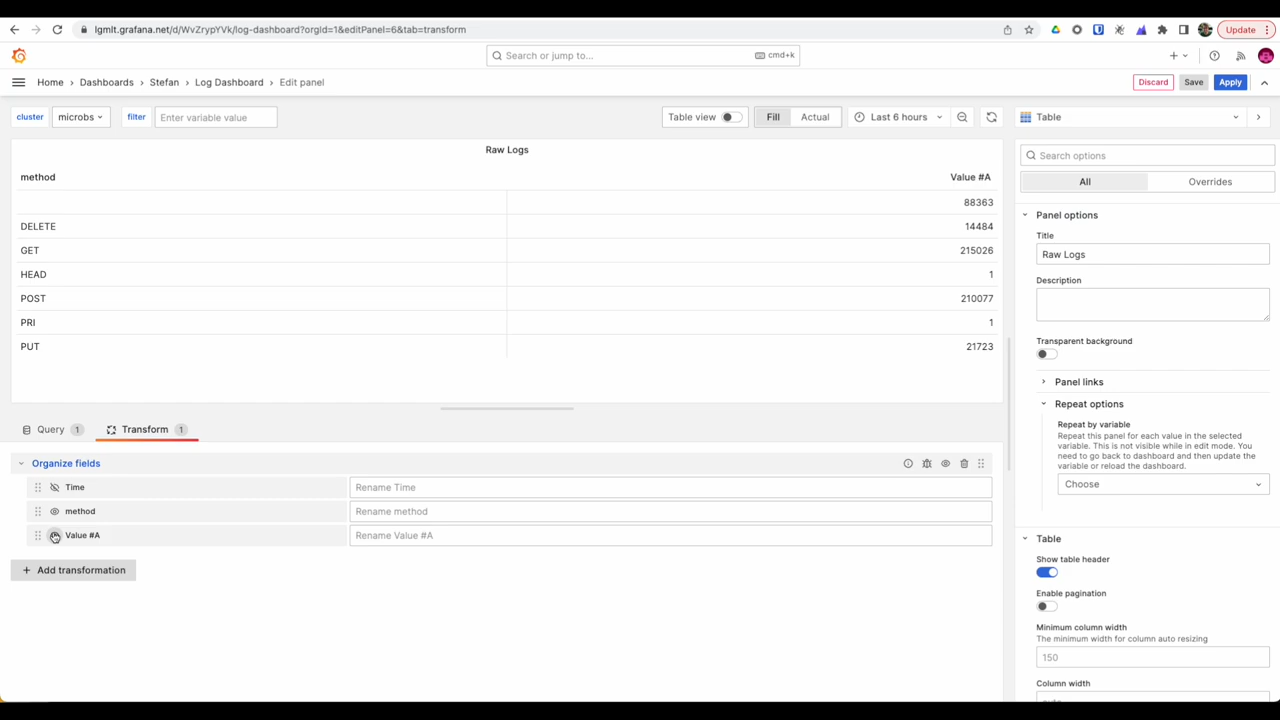 lgmlt.grafana.net/d/WvZrypYVk/log-dashboard?orgId=1&editPanel=6&tab=transform
Update
Search or jump to...
cmd+k
Home > Dashboards > Stefan > Log Dashboard > Edit panel
Discard
Save
Apply
cluster
microbs
filter
Enter variable value
Table view
Fill
Actual
Last 6 hours
Table
Raw Logs
method Value #A
88363
DELETE 14484
GET 215026
HEAD 1
POST 210077
PRI 1
PUT 21723
Query 1
Transform 1
Organize fields
Time
Rename Time
method
Rename method
Value #A
Rename Value #A
+ Add transformation
Search options
All
Overrides
Panel options
Title
Raw Logs
Description
Transparent background
Panel links
Repeat options
Repeat by variable
Repeat this panel for each value in the selected
variable. This is not visible while in edit mode. You
need to go back to dashboard and then update the
variable or reload the dashboard.
Choose
Table
Show table header
Enable pagination
Minimum column width
The minimum width for column auto resizing
150
Column width